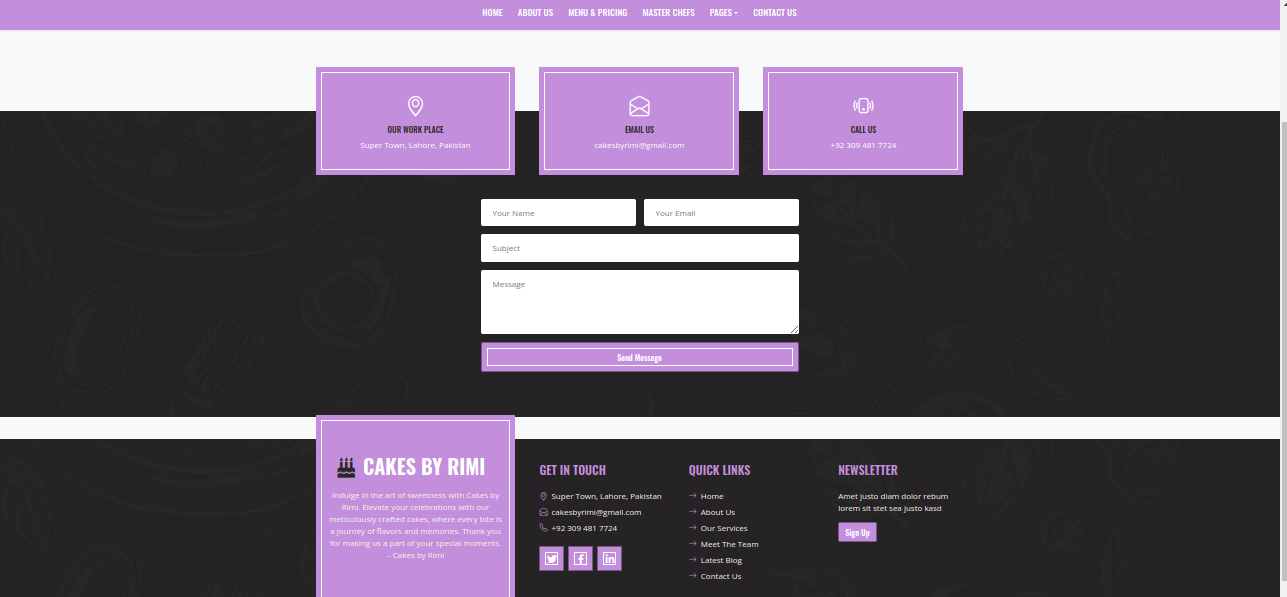 HOME ABOUT US MENU & PRICING MASTER CHEFS PAGES CONTACT US
OUR WORK PLACE
Super Town, Lahore, Pakistan
EMAIL US
cakesbyrimi@gmail.com
CALL US
+92 309 481 7724
Your Name
Your Email
Subject
Message
Send Message
CAKES BY RIMI
Indulge in the art of sweetness with Cakes by
Rimi. Elevate your celebrations with our
meticulously crafted cakes, where every bite is
a journey of flavors and memories. Thank you
for making us a part of your special moments.
– Cakes by Rimi
GET IN TOUCH
Super Town, Lahore, Pakistan
cakesbyrimi@gmail.com
+92 309 481 7724
QUICK LINKS
Home
About Us
Our Services
Meet The Team
Latest Blog
Contact Us
NEWSLETTER
Amet justo diam dolor rebum
lorem sit stet sea justo kasd
Sign Up